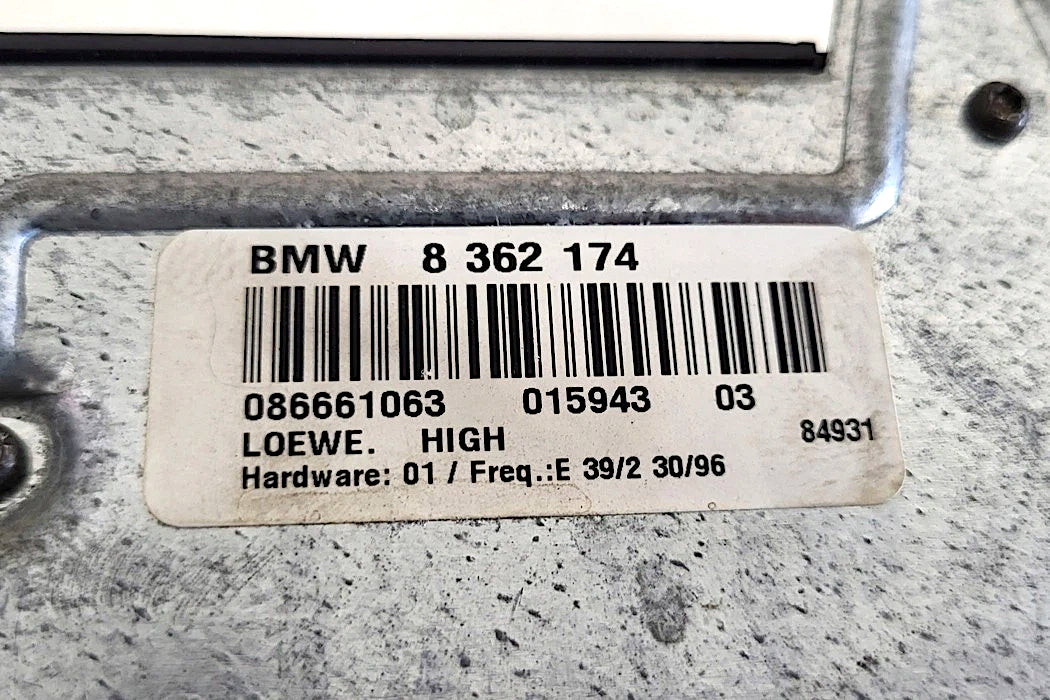 BMW 8 362 174
086661063 015943 03
LOEWE. HIGH 84931
Hardware: 01 / Freq.:E 39/2 30/96